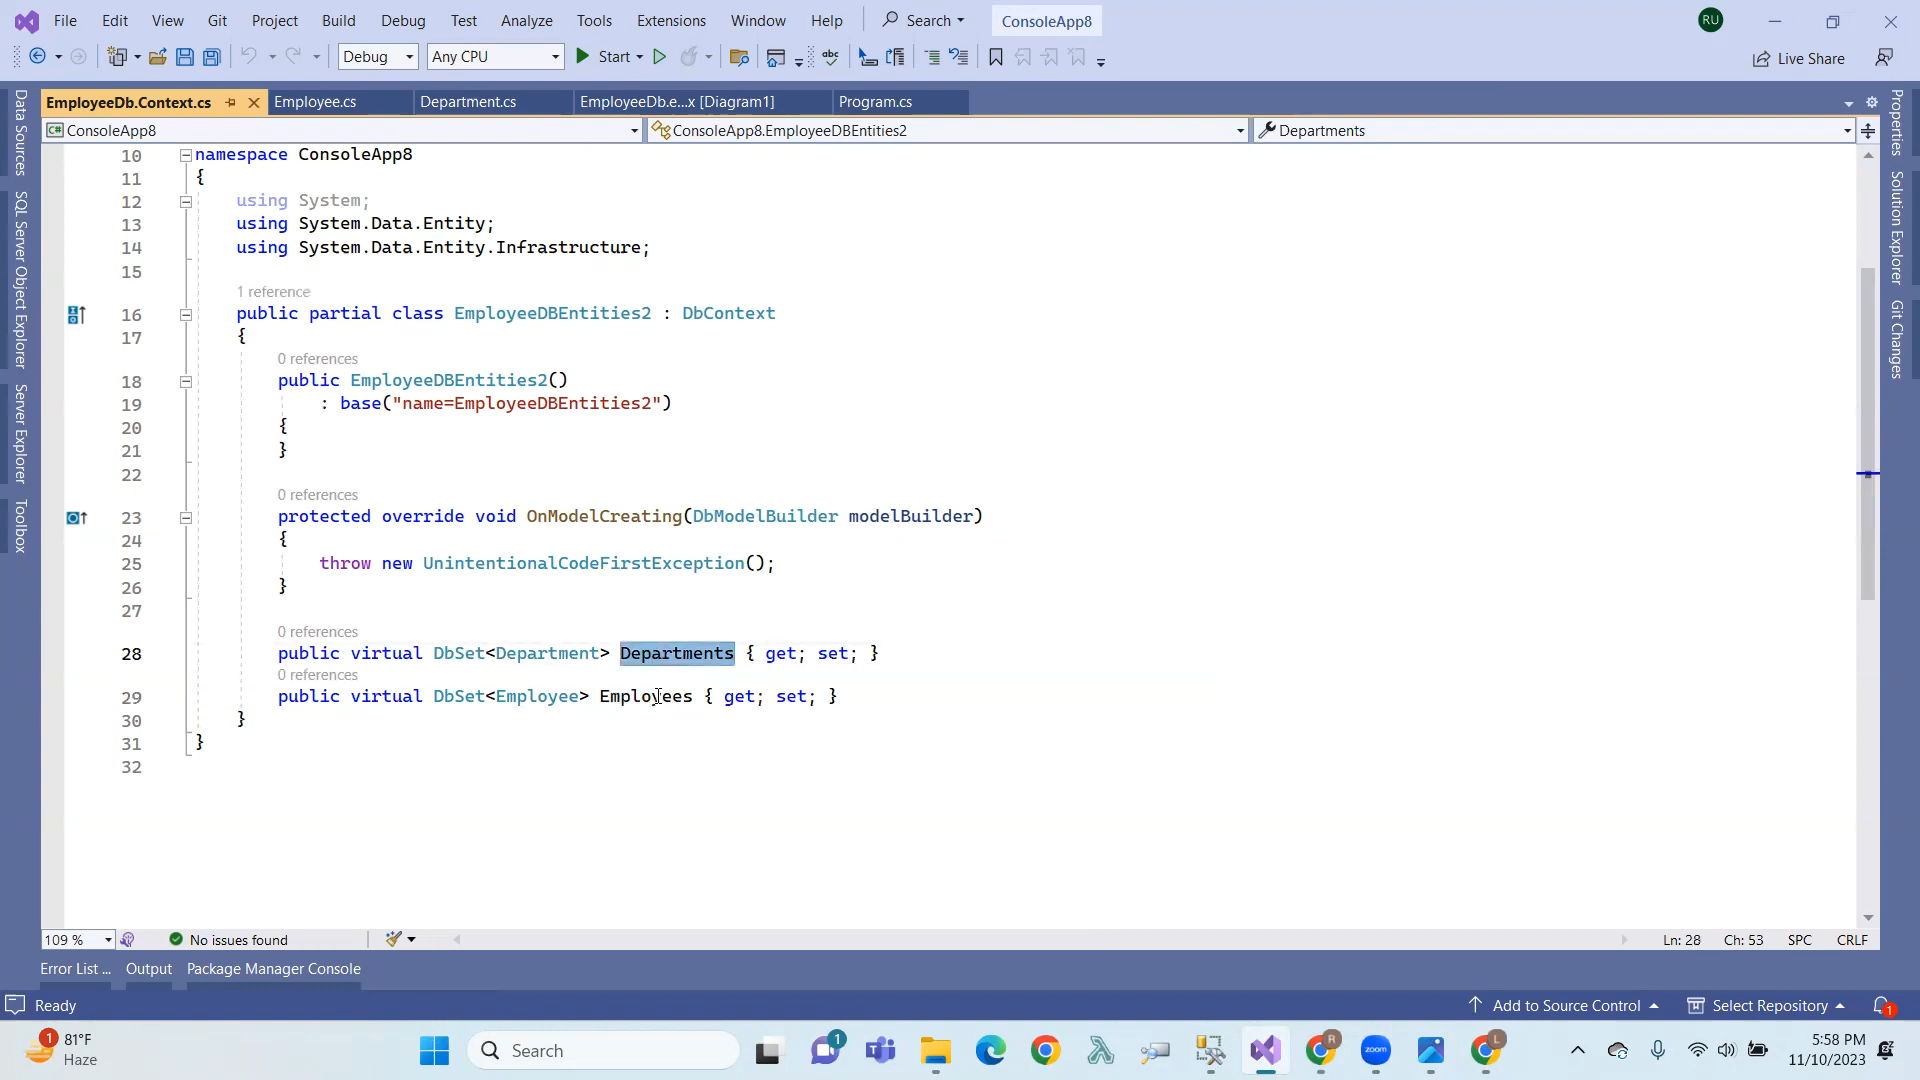 File Edit View Git Project Build Debug Test Analyze Tools Extensions Window Help Search ConsoleApp8 RU
Debug Any CPU Start abc Live Share
EmployeeDb.Context.cs Employee.cs Department.cs EmployeeDb.e...x [Diagram1] Program.cs
C# ConsoleApp8 ConsoleApp8.EmployeeDBEntities2 Departments
Data Sources
SQL Server Object Explorer
Server Explorer
Toolbox
10 namespace ConsoleApp8
11 {
12 using System;
13 using System.Data.Entity;
14 using System.Data.Entity.Infrastructure;
15
1 reference
16 public partial class EmployeeDBEntities2 : DbContext
17 {
0 references
18 public EmployeeDBEntities2()
19 : base("name=EmployeeDBEntities2")
20 {
21 }
22
0 references
23 protected override void OnModelCreating(DbModelBuilder modelBuilder)
24 {
25 throw new UnintentionalCodeFirstException();
26 }
27
0 references
28 public virtual DbSet<Department> Departments { get; set; }
0 references
29 public virtual DbSet<Employee> Employees { get; set; }
30 }
31 }
32
Properties
Solution Explorer
Git Changes
109 % No issues found Ln: 28 Ch: 53 SPC CRLF
Error List ... Output Package Manager Console
Ready Add to Source Control Select Repository 1
1 81°F
Haze
Search
1
R
zoom
L
5:58 PM
11/10/2023